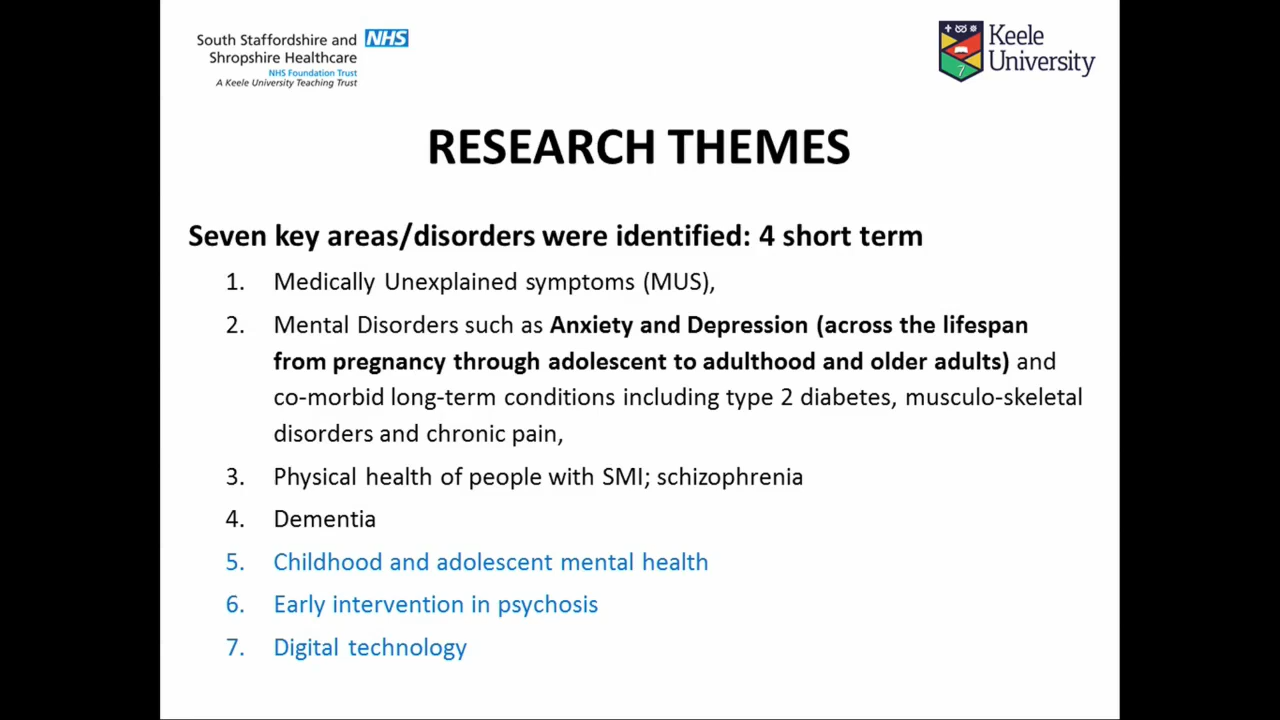 South Staffordshire and NHS
Shropshire Healthcare
NHS Foundation Trust
A Keele University Teaching Trust
Keele
University
RESEARCH THEMES
Seven key areas/disorders were identified: 4 short term
1. Medically Unexplained symptoms (MUS),
2. Mental Disorders such as Anxiety and Depression (across the lifespan
from pregnancy through adolescent to adulthood and older adults) and
co-morbid long-term conditions including type 2 diabetes, musculo-skeletal
disorders and chronic pain,
3. Physical health of people with SMI; schizophrenia
4. Dementia
5. Childhood and adolescent mental health
6. Early intervention in psychosis
7. Digital technology